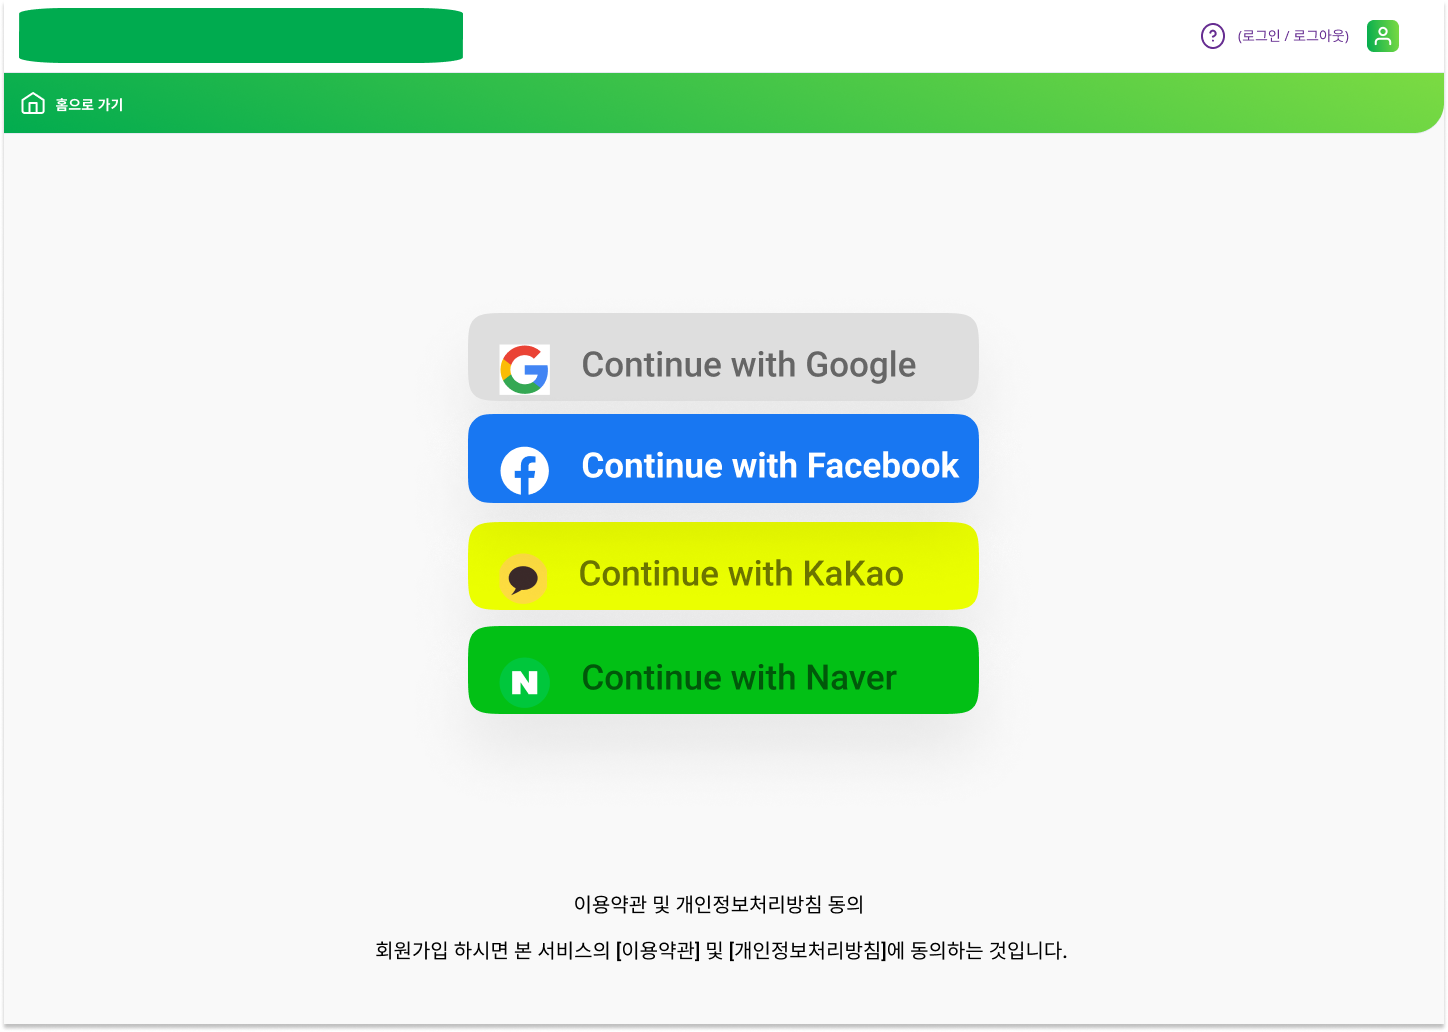 (로그인 / 로그아웃)
홈으로 가기
Continue with Google
Continue with Facebook
Continue with KaKao
N Continue with Naver
이용약관 및 개인정보처리방침 동의
회원가입 하시면 본 서비스의 [이용약관] 및 [개인정보처리방침]에 동의하는 것입니다.